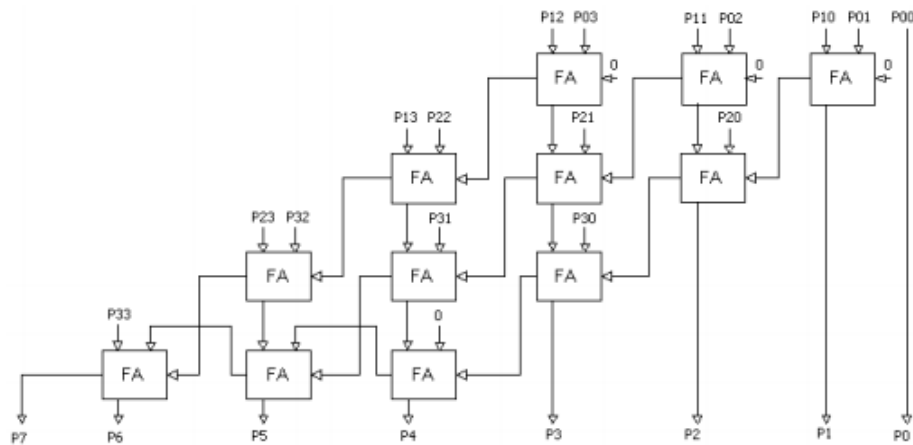 P12 P03 P11 P02 P10 P01 P00
0 0 0
FA FA FA
P13 P22 P21 P20
FA FA FA
P23 P32 P31 P30
FA FA FA
P33 0
FA FA FA
P7 P6 P5 P4 P3 P2 P1 P0